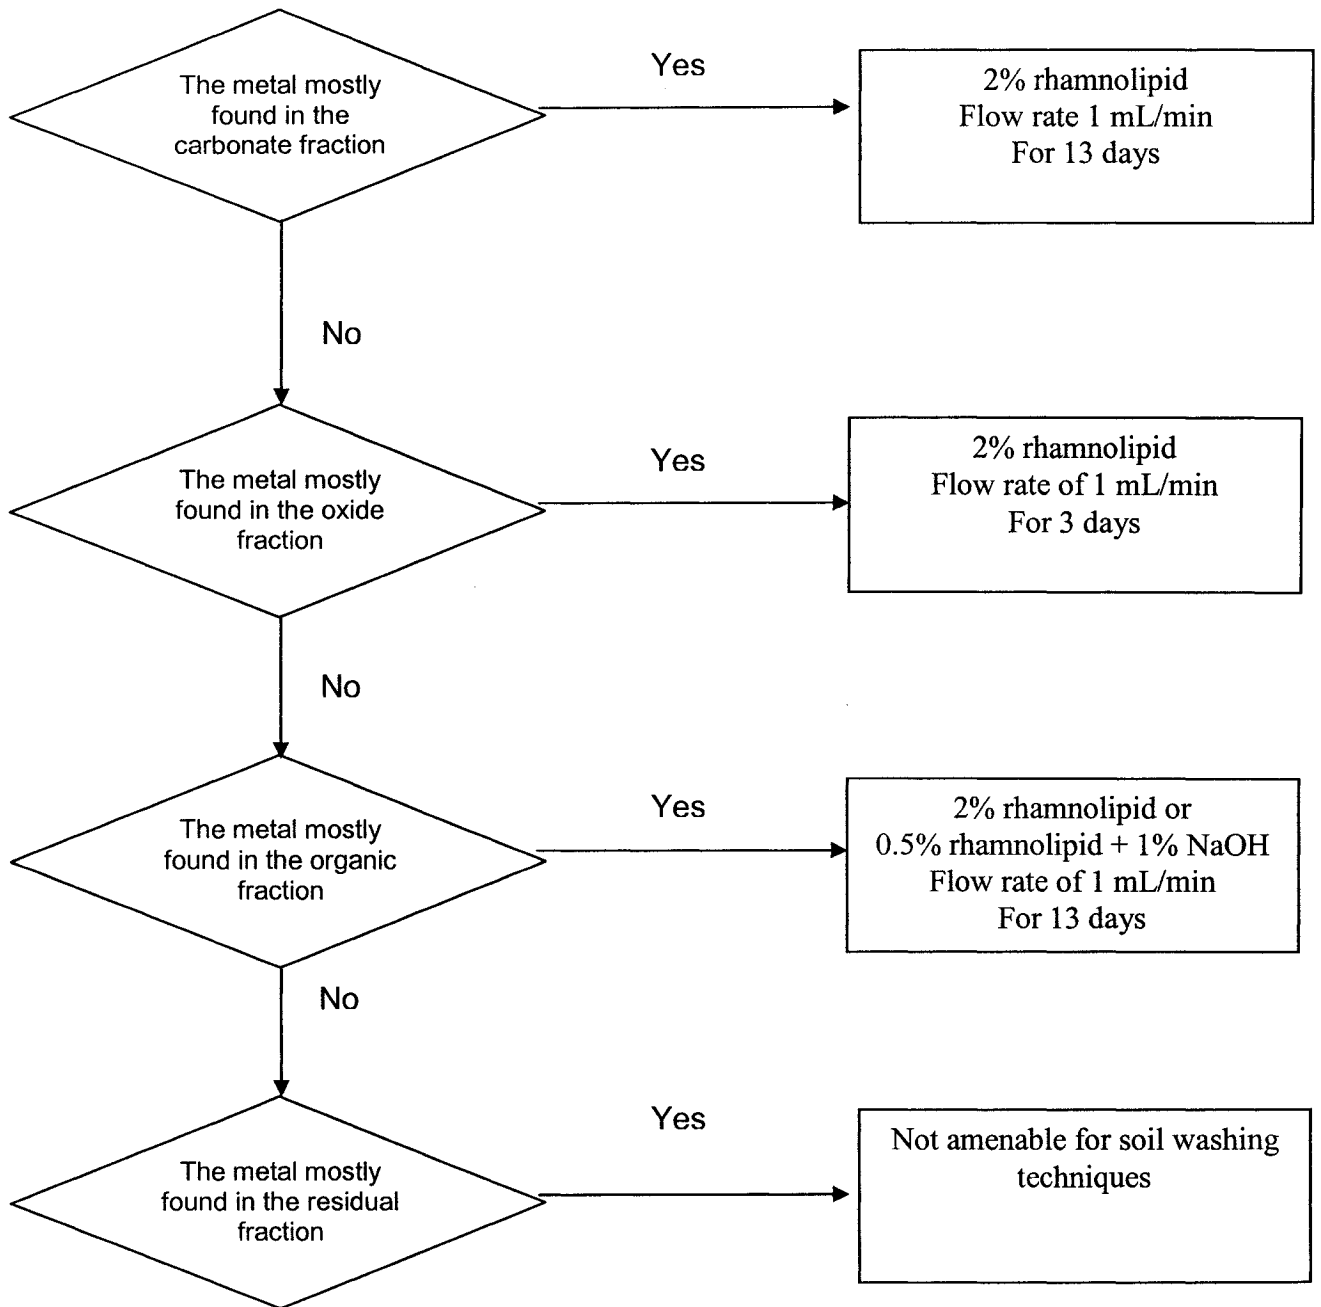 The metal mostly
found in the
carbonate fraction
Yes
2% rhamnolipid
Flow rate 1 mL/min
For 13 days
No
The metal mostly
found in the oxide
fraction
Yes
2% rhamnolipid
Flow rate of 1 mL/min
For 3 days
No
The metal mostly
found in the organic
fraction
Yes
2% rhamnolipid or
0.5% rhamnolipid + 1% NaOH
Flow rate of 1 mL/min
For 13 days
No
The metal mostly
found in the residual
fraction
Yes
Not amenable for soil washing
techniques